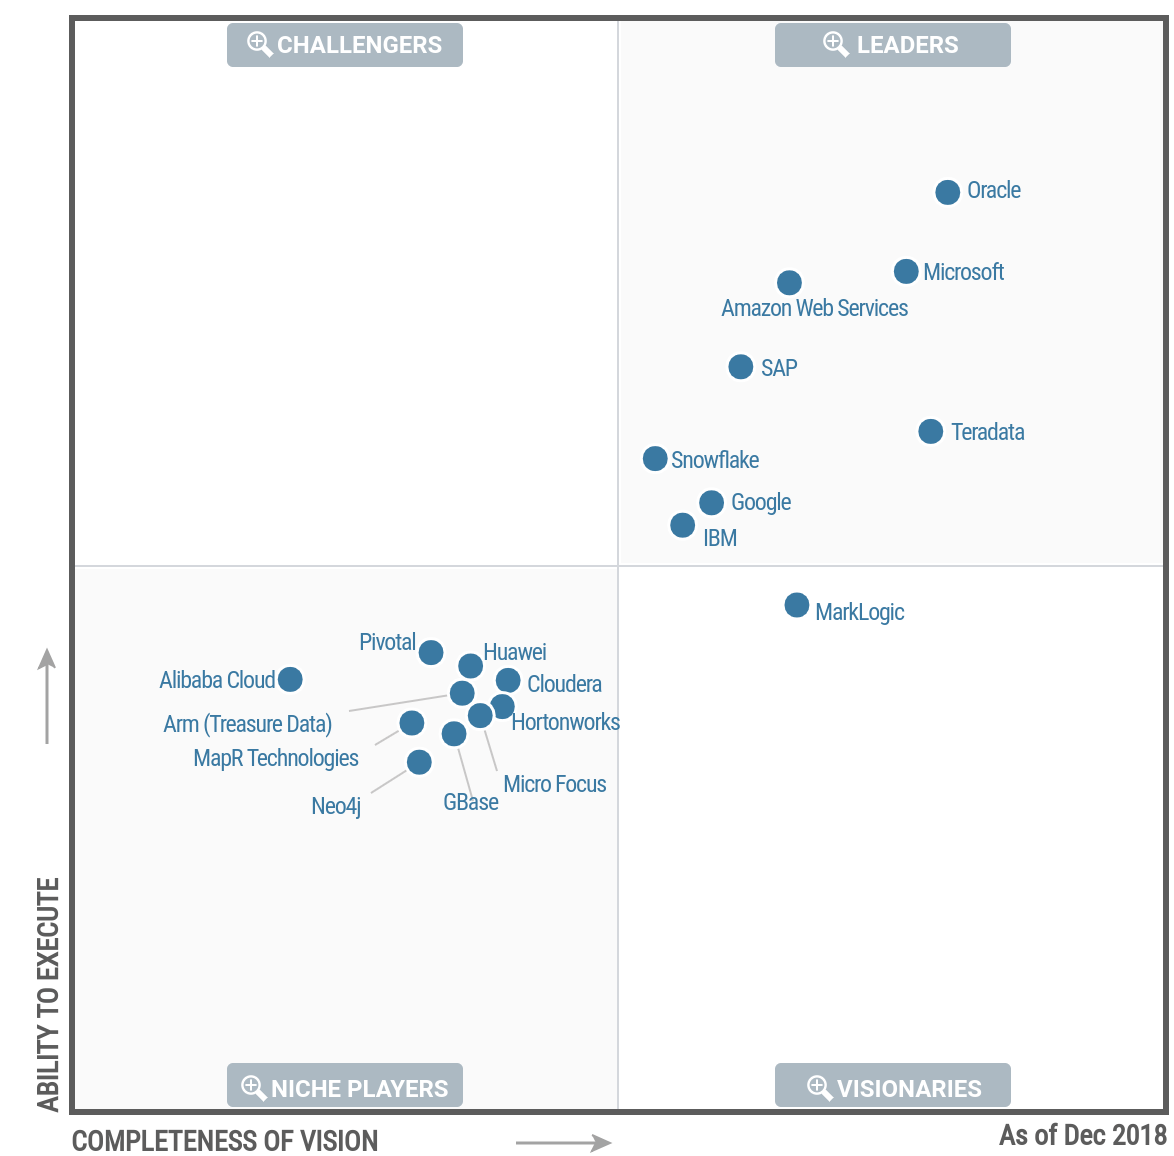 CHALLENGERS
LEADERS
Oracle
Microsoft
Amazon Web Services
SAP
Teradata
Snowflake
Google
IBM
MarkLogic
Pivotal
Huawei
Alibaba Cloud
Cloudera
Arm (Treasure Data)
Hortonworks
MapR Technologies
Micro Focus
Neo4j
GBase
ABILITY TO EXECUTE
NICHE PLAYERS
VISIONARIES
COMPLETENESS OF VISION
As of Dec 2018